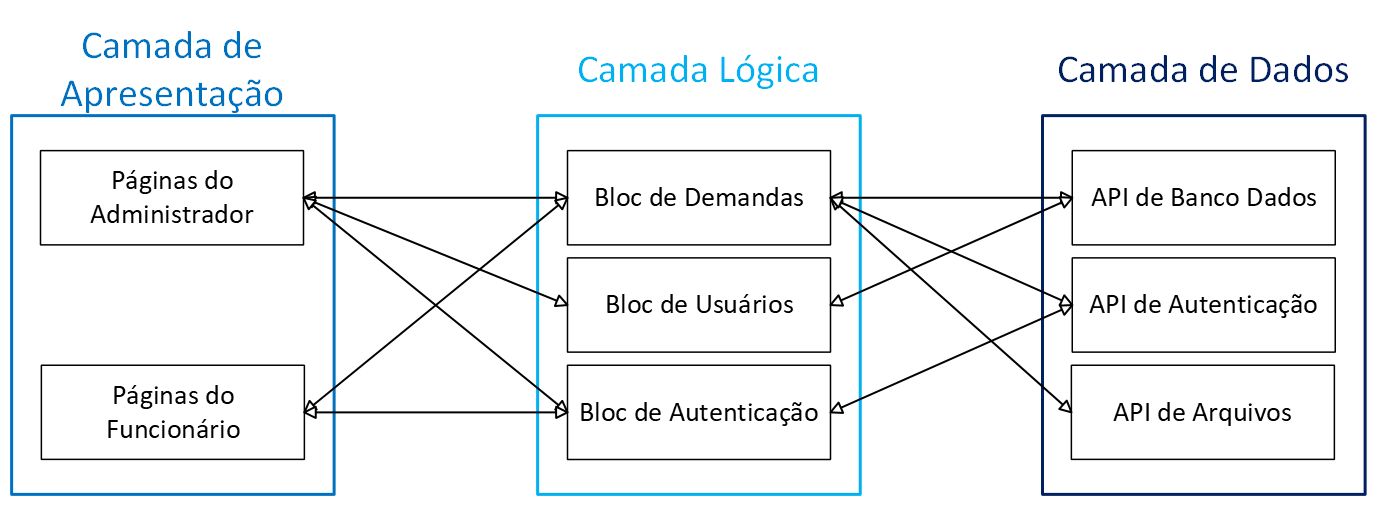 Camada de
Apresentação
Páginas do
Administrador
Páginas do
Funcionário
Camada Lógica
Bloc de Demandas
Bloc de Usuários
Bloc de Autenticação
Camada de Dados
API de Banco Dados
API de Autenticação
API de Arquivos